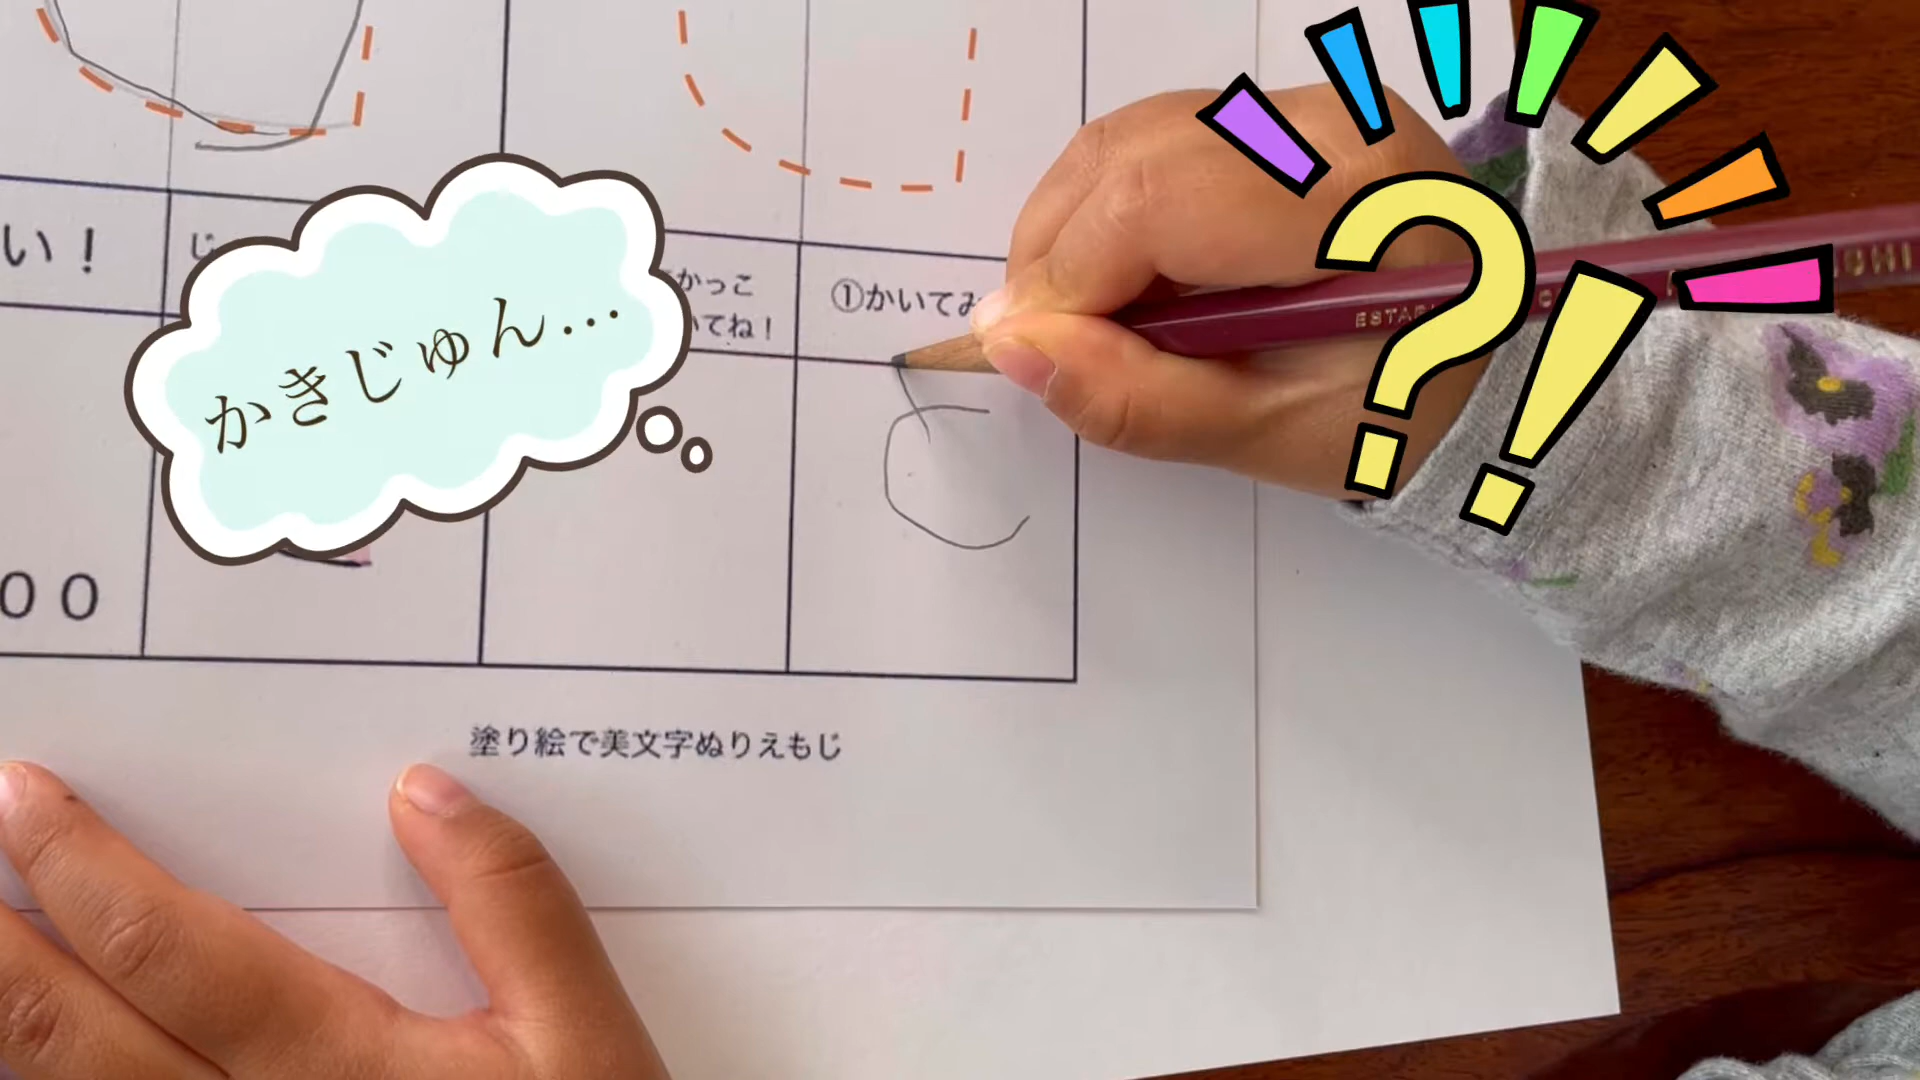 い！
じ
かっこ
てね！
①かいてみ
かきじゅん…
００
塗り絵で美文字ぬりえもじ
?!